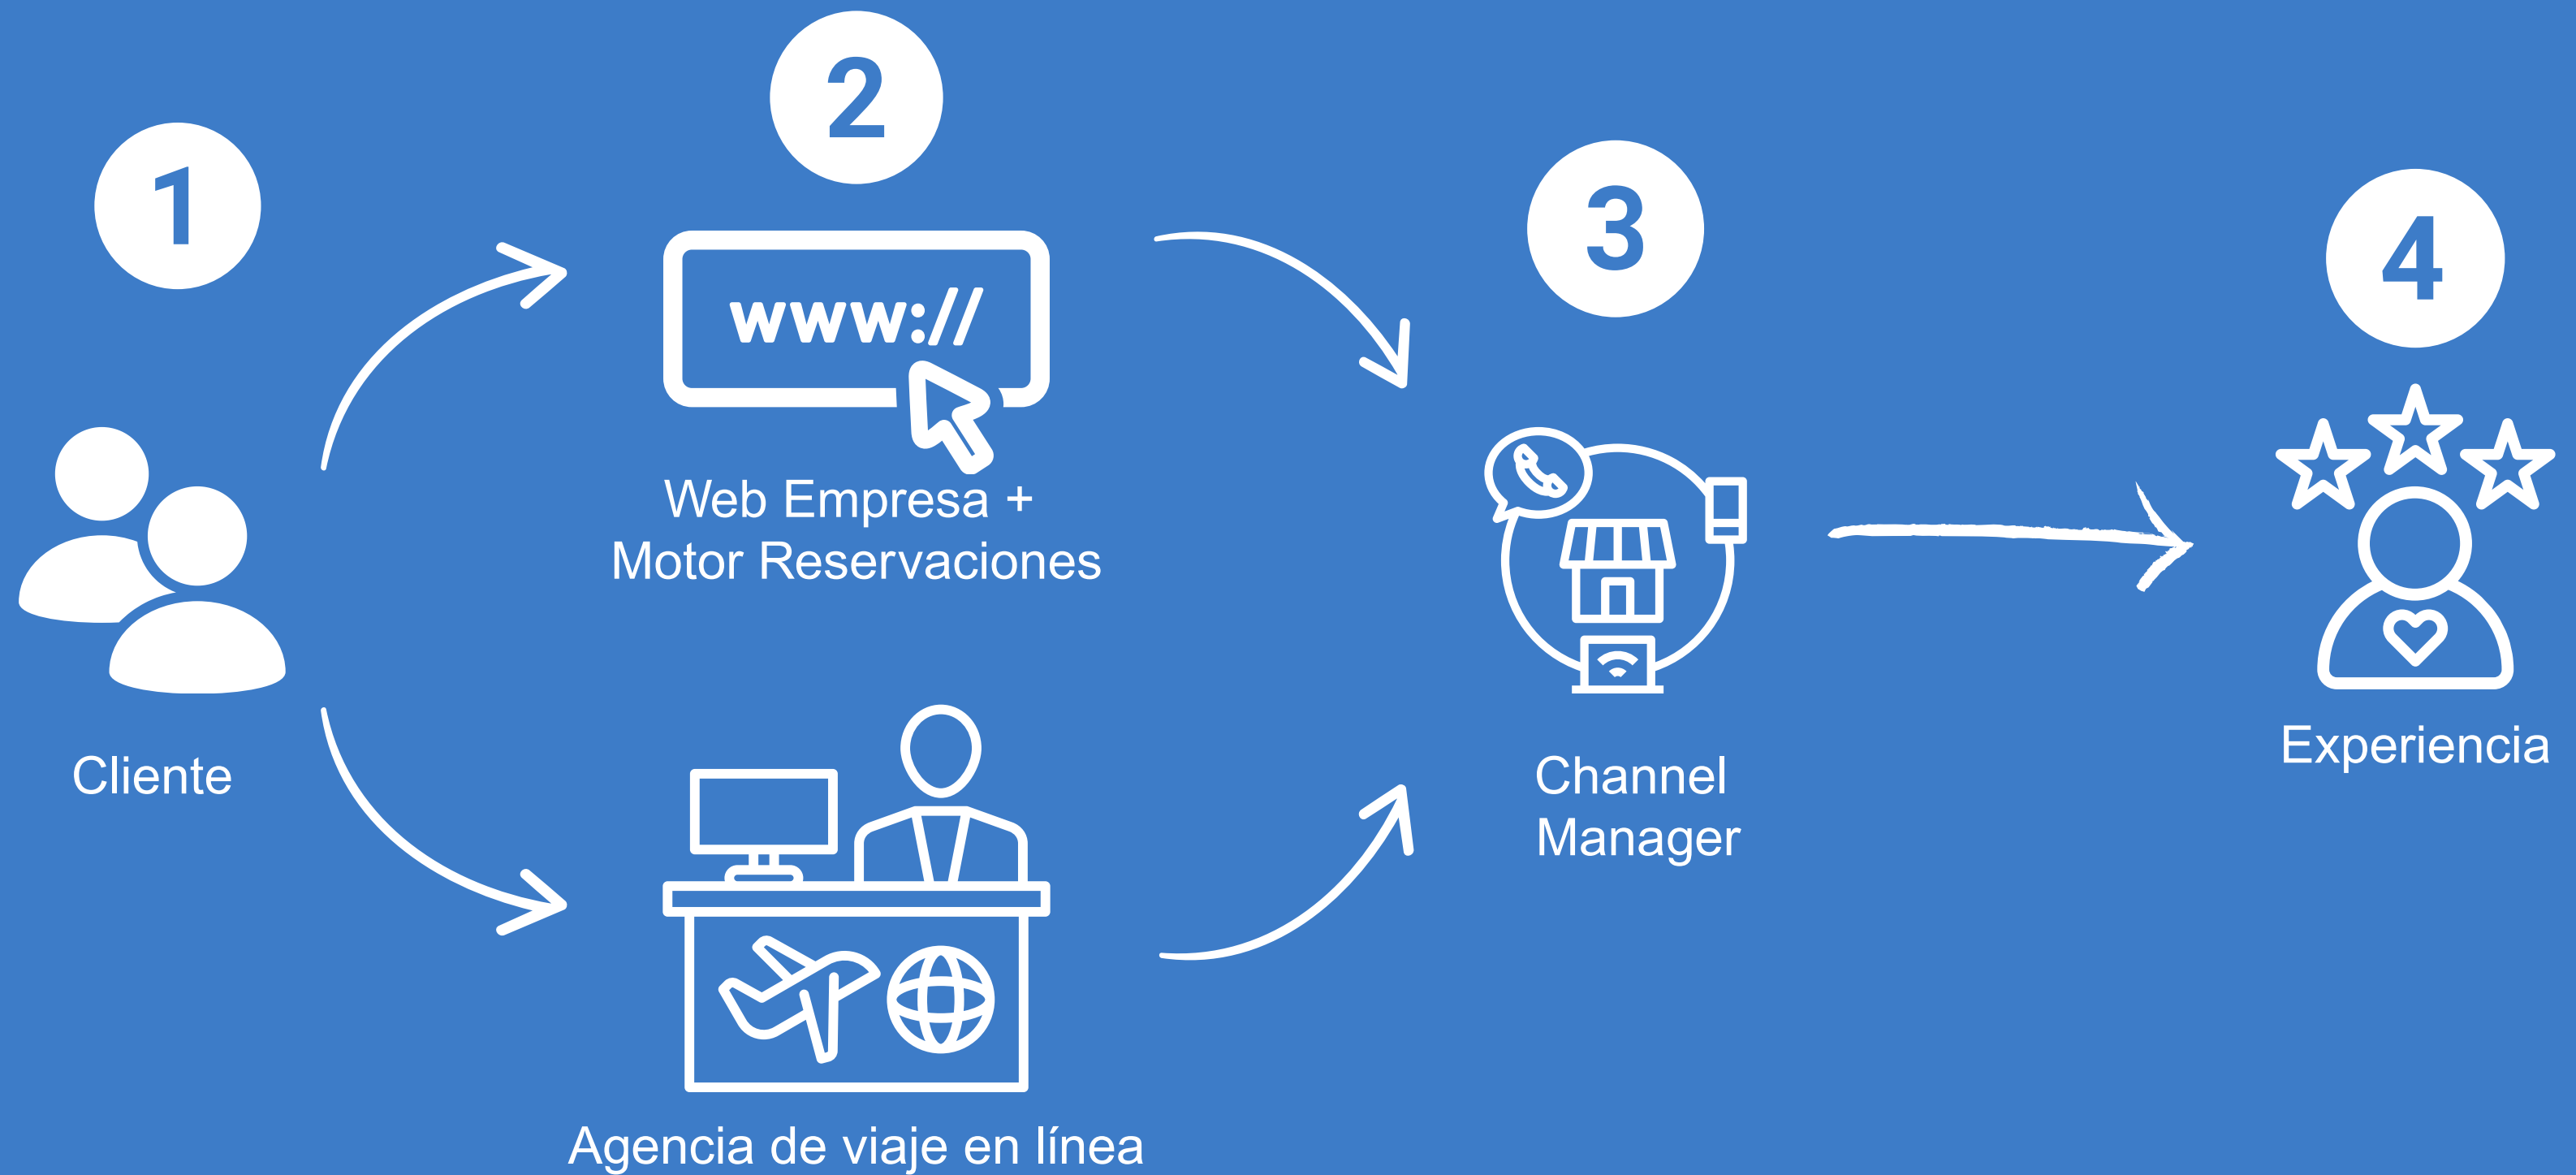 1
Cliente
2
www://
Web Empresa +
Motor Reservaciones
Agencia de viaje en línea
3
Channel
Manager
4
Experiencia